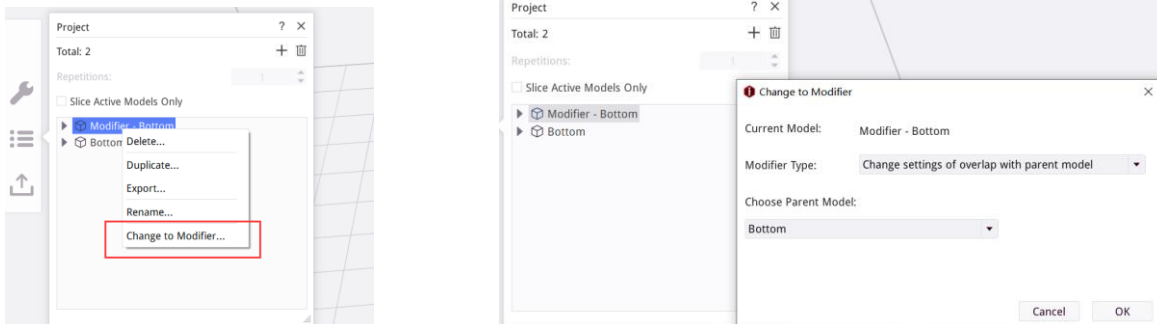 Project ? ×
Total: 2
Repetitions: 1
Slice Active Models Only
Modifier - Bottom
Bottom
Delete...
Duplicate...
Export...
Rename...
Change to Modifier...
Project ? ×
Total: 2
Repetitions: 1
Slice Active Models Only
Modifier - Bottom
Bottom
Change to Modifier
Current Model: Modifier - Bottom
Modifier Type: Change settings of overlap with parent model
Choose Parent Model:
Bottom
Cancel OK